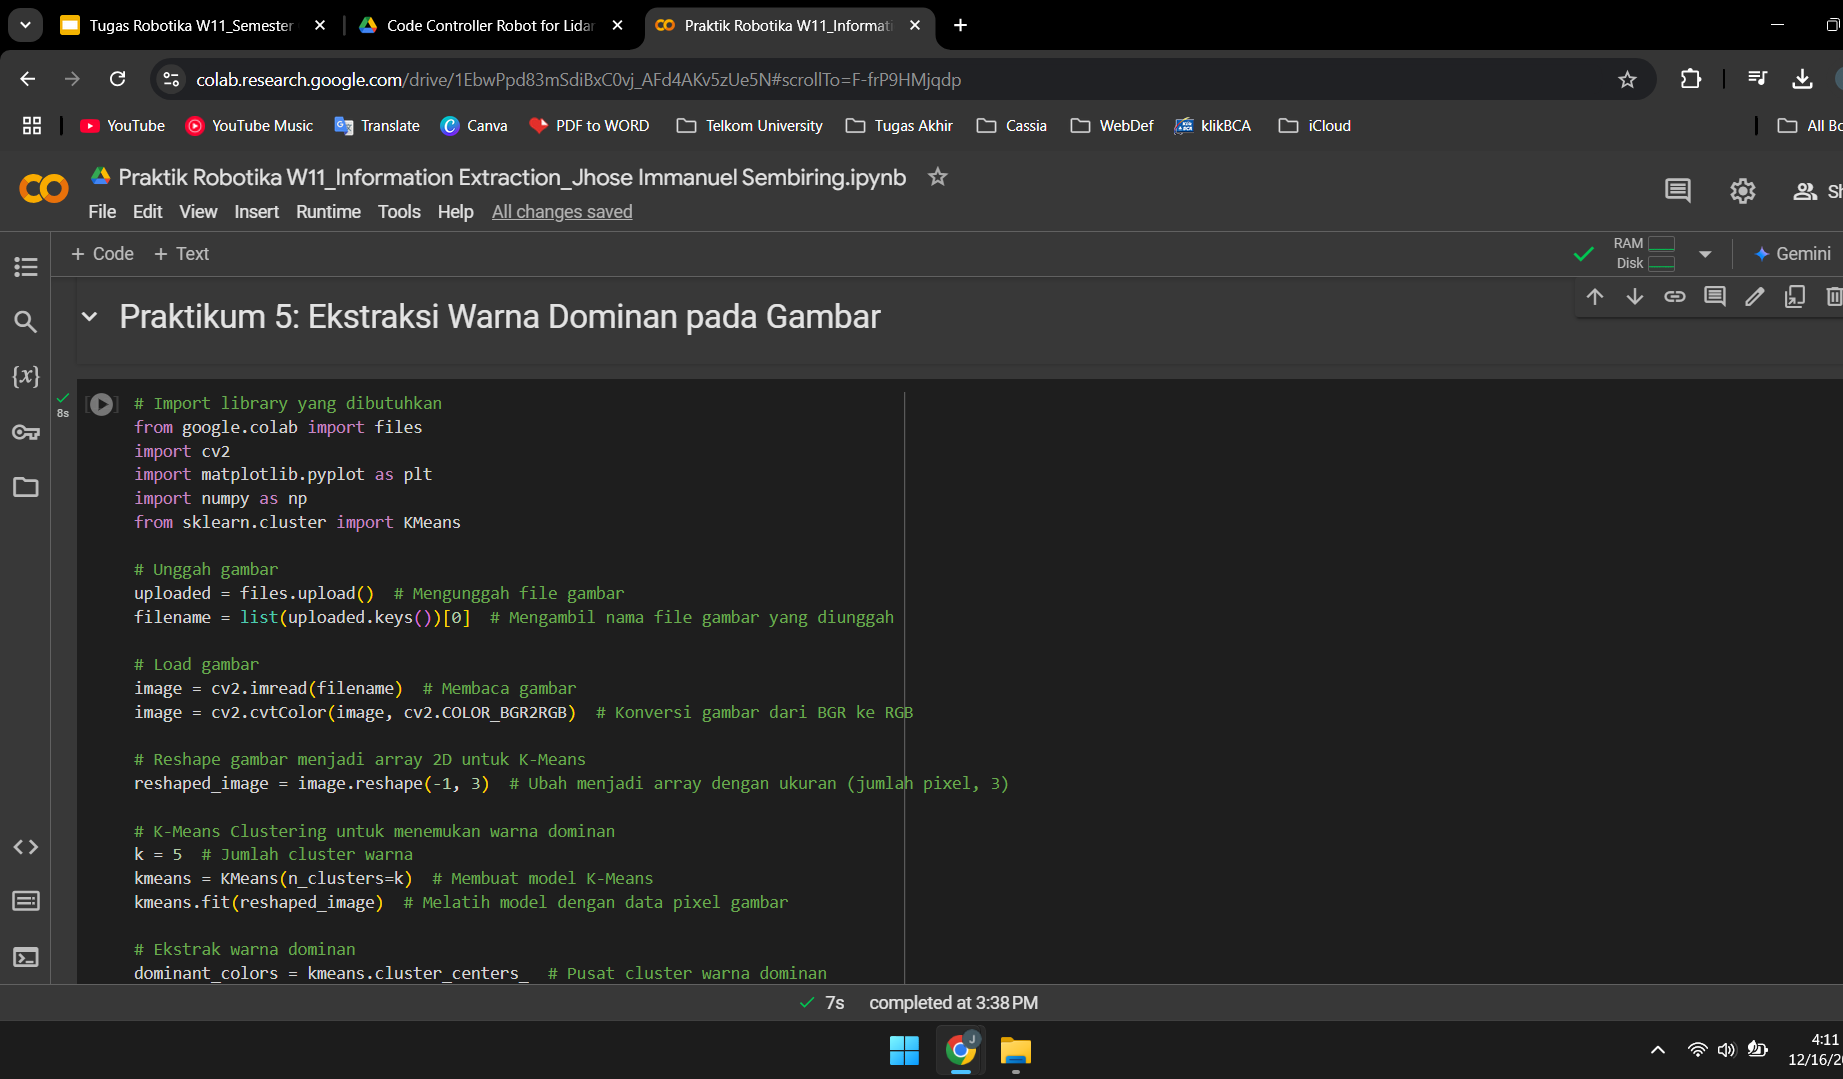 Tugas Robotika W11_Semester
Code Controller Robot for Lidar
Praktik Robotika W11_Informati
colab.research.google.com/drive/1EbwPpd83mSdiBxC0vj_AFd4AKv5zUe5N#scrollTo=F-frP9HMjqdp
YouTube
YouTube Music
Translate
Canva
PDF to WORD
Telkom University
Tugas Akhir
Cassia
WebDef
klikBCA
iCloud
All Bo
Praktik Robotika W11_Information Extraction_Jhose Immanuel Sembiring.ipynb
File Edit View Insert Runtime Tools Help All changes saved
Sh
+ Code + Text
RAM
Disk
Gemini
Praktikum 5: Ekstraksi Warna Dominan pada Gambar
8s
# Import library yang dibutuhkan
from google.colab import files
import cv2
import matplotlib.pyplot as plt
import numpy as np
from sklearn.cluster import KMeans
# Unggah gambar
uploaded = files.upload()  # Mengunggah file gambar
filename = list(uploaded.keys())[0]  # Mengambil nama file gambar yang diunggah
# Load gambar
image = cv2.imread(filename)  # Membaca gambar
image = cv2.cvtColor(image, cv2.COLOR_BGR2RGB)  # Konversi gambar dari BGR ke RGB
# Reshape gambar menjadi array 2D untuk K-Means
reshaped_image = image.reshape(-1, 3)  # Ubah menjadi array dengan ukuran (jumlah pixel, 3)
# K-Means Clustering untuk menemukan warna dominan
k = 5  # Jumlah cluster warna
kmeans = KMeans(n_clusters=k)  # Membuat model K-Means
kmeans.fit(reshaped_image)  # Melatih model dengan data pixel gambar
# Ekstrak warna dominan
dominant_colors = kmeans.cluster_centers_  # Pusat cluster warna dominan
7s completed at 3:38 PM
J
4:11
12/16/2